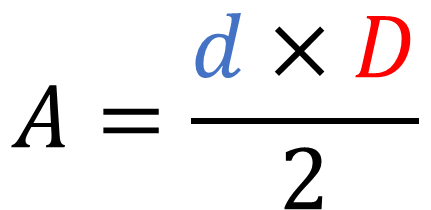 A = d × D / 2